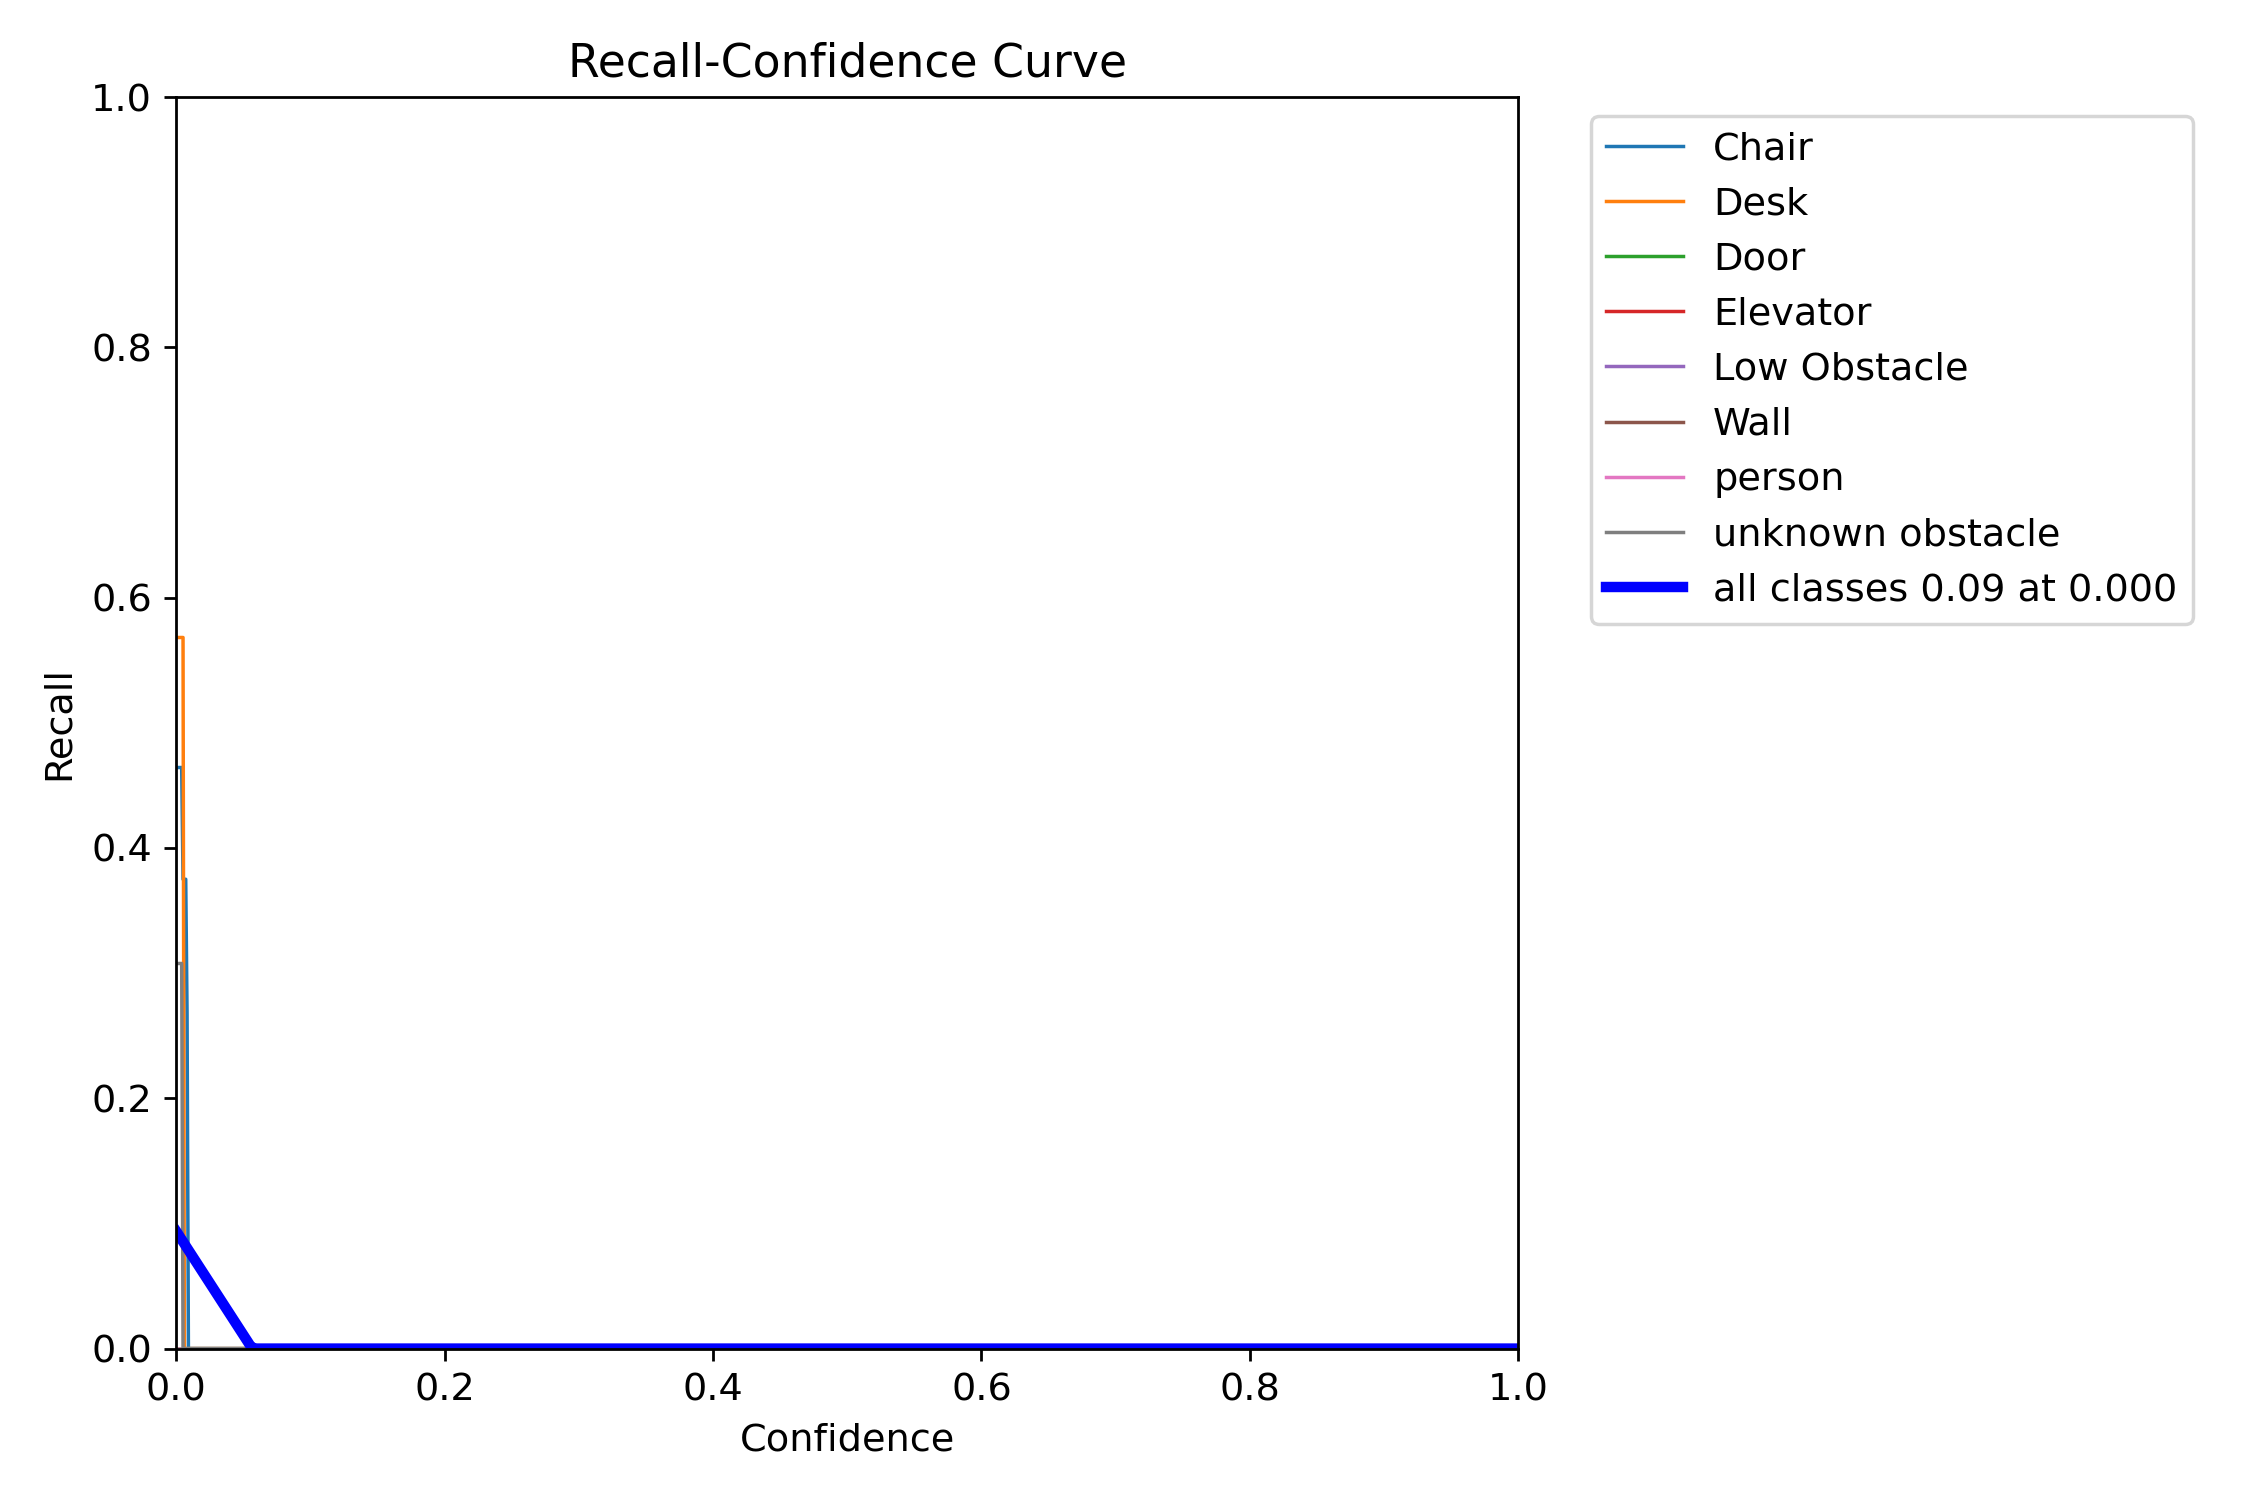 Recall-Confidence Curve
1.0
0.8
0.6
0.4
0.2
0.0
Recall
0.0 0.2 0.4 0.6 0.8 1.0
Confidence
Chair
Desk
Door
Elevator
Low Obstacle
Wall
person
unknown obstacle
all classes 0.09 at 0.000